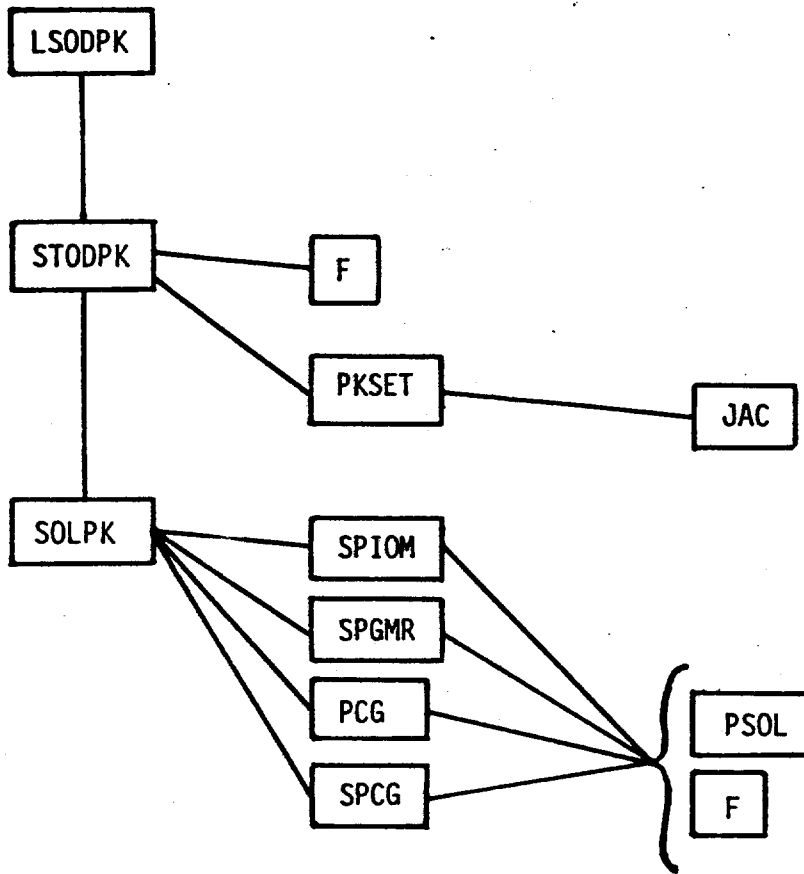 LSODPK
STODPK
F
PKSET
JAC
SOLPK
SPIOM
SPGMR
PCG
SPCG
PSOL
F